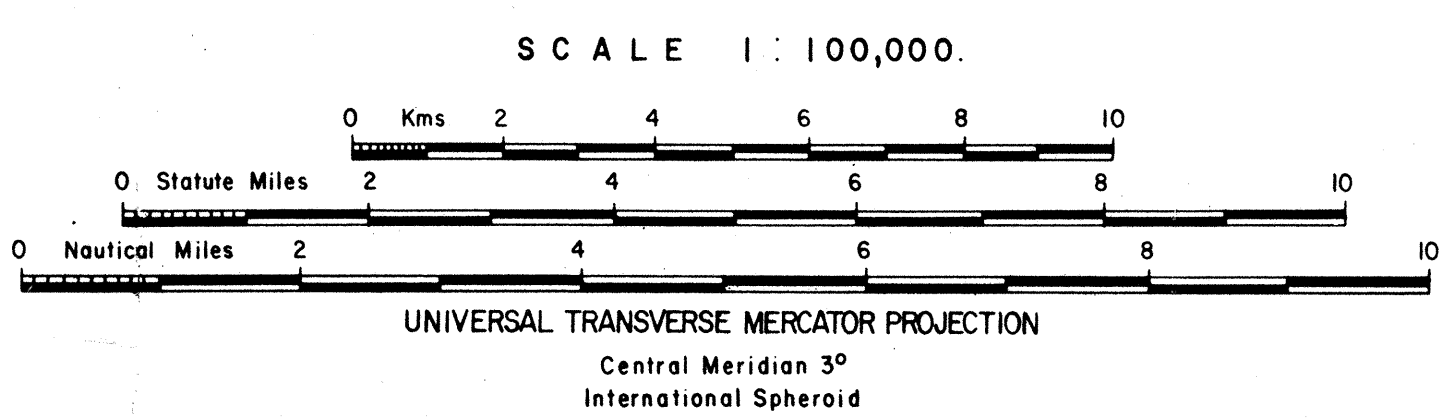 SCALE 1:100,000.
0 Kms 2 4 6 8 10
0 Statute Miles 2 4 6 8 10
0 Nautical Miles 2 4 6 8 10
UNIVERSAL TRANSVERSE MERCATOR PROJECTION
Central Meridian 3°
International Spheroid